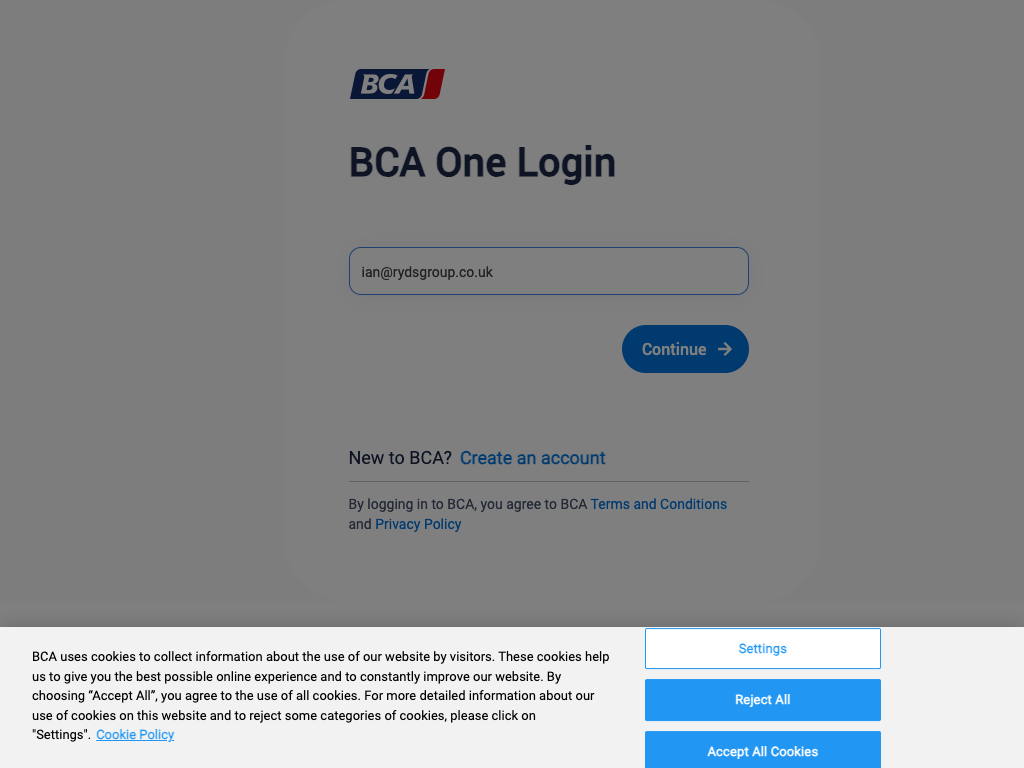 BCA
BCA One Login
ian@rydsgroup.co.uk
Continue
New to BCA? Create an account
By logging in to BCA, you agree to BCA Terms and Conditions
and Privacy Policy
BCA uses cookies to collect information about the use of our website by visitors. These cookies help
us to give you the best possible online experience and to constantly improve our website. By
choosing “Accept All”, you agree to the use of all cookies. For more detailed information about our
use of cookies on this website and to reject some categories of cookies, please click on
"Settings". Cookie Policy
Settings
Reject All
Accept All Cookies